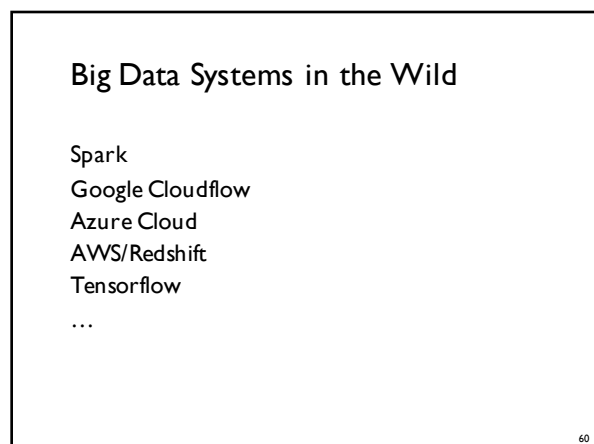 Big Data Systems in the Wild
Spark
Google Cloudflow
Azure Cloud
AWS/Redshift
Tensorflow
…
60